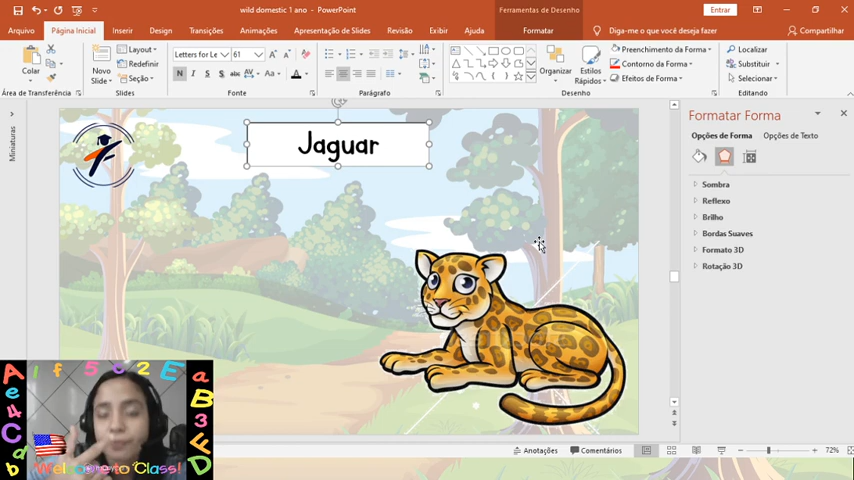 wild domestic 1 ano - PowerPoint
Ferramentas de Desenho
Entrar
Arquivo
Página Inicial
Inserir
Design
Transições
Animações
Apresentação de Slides
Revisão
Exibir
Ajuda
Formatar
Diga-me o que você deseja fazer
Compartilhar
Colar
Novo Slide
Layout
Redefinir
Seção
Letters for Le
61
N I S S abc AV Aa A
Organizar
Estilos Rápidos
Preenchimento da Forma
Contorno da Forma
Efeitos de Forma
Localizar
Substituir
Selecionar
Área de Transferência
Slides
Fonte
Parágrafo
Desenho
Editando
Miniaturas
Jaguar
Formatar Forma
Opções de Forma
Opções de Texto
Sombra
Reflexo
Brilho
Bordas Suaves
Formato 3D
Rotação 3D
Welcome to Class!
Anotações
Comentários
72%